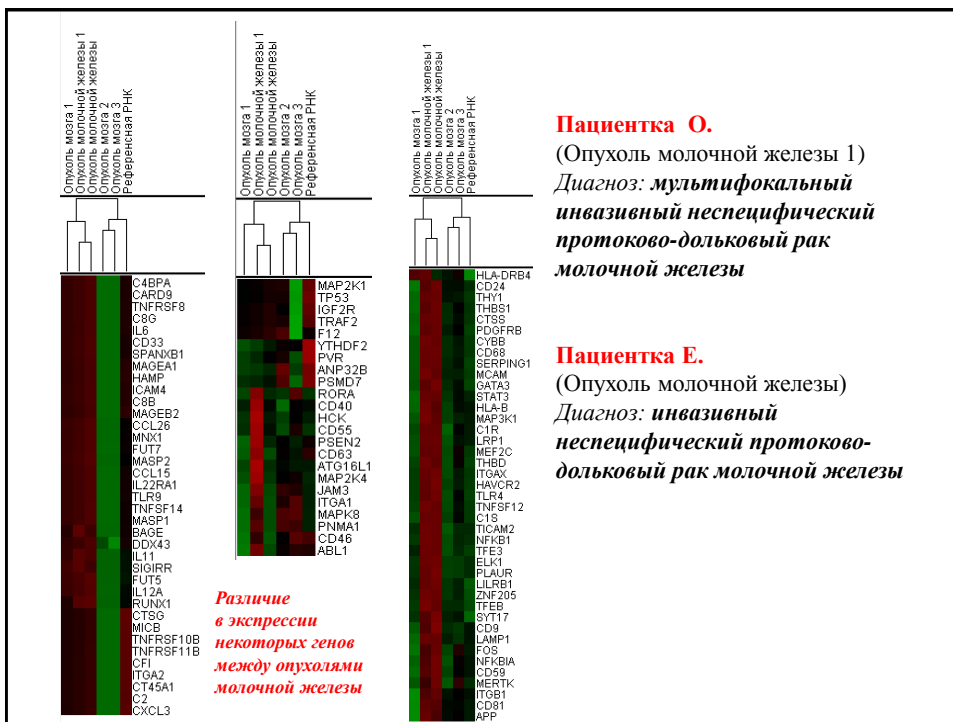 Опухоль мозга 1
Опухоль молочной железы 1
Опухоль молочной железы
Опухоль мозга 2
Опухоль мозга 3
Референсная РНК
C4BPA
CARD9
TNFRSF8
C8G
IL6
CD33
SPANXB1
MAGEA1
HAMP
ICAM4
C8B
MAGEB2
CCL26
MNX1
FUT7
MASP2
CCL15
IL22RA1
TLR9
TNFSF14
MASP1
BAGE
DDX43
IL11
SIGIRR
FUT5
IL12A
RUNX1
CTSG
MICB
TNFRSF10B
TNFRSF11B
CFI
ITGA2
CT45A1
C2
CXCL3
Опухоль мозга 1
Опухоль молочной железы 1
Опухоль молочной железы
Опухоль мозга 2
Опухоль мозга 3
Референсная РНК
MAP2K1
TP53
IGF2R
TRAF2
F12
YTHDF2
PVR
ANP32B
PSMD7
RORA
CD40
HCK
CD55
PSEN2
CD63
ATG16L1
MAP2K4
JAM3
ITGA1
MAPK8
PNMA1
CD46
ABL1
Различие
в экспрессии
некоторых генов
между опухолями
молочной железы
Опухоль мозга 1
Опухоль молочной железы 1
Опухоль молочной железы
Опухоль мозга 2
Опухоль мозга 3
Референсная РНК
HLA-DRB4
CD24
THY1
THBS1
CTSS
PDGFRB
CYBB
CD68
SERPING1
MCAM
GATA3
STAT3
HLA-B
MAP3K1
C1R
LRP1
MEF2C
THBD
ITGAX
HAVCR2
TLR4
TNFSF12
C1S
TICAM2
NFKB1
TFE3
ELK1
PLAUR
LILRB1
ZNF205
TFEB
SYT17
CD9
LAMP1
FOS
NFKBIA
CD59
MERTK
ITGB1
CD81
APP
Пациентка О.
(Опухоль молочной железы 1)
Диагноз: мультифокальный
инвазивный неспецифический
протоково-дольковый рак
молочной железы
Пациентка Е.
(Опухоль молочной железы)
Диагноз: инвазивный
неспецифический протоково-
дольковый рак молочной железы